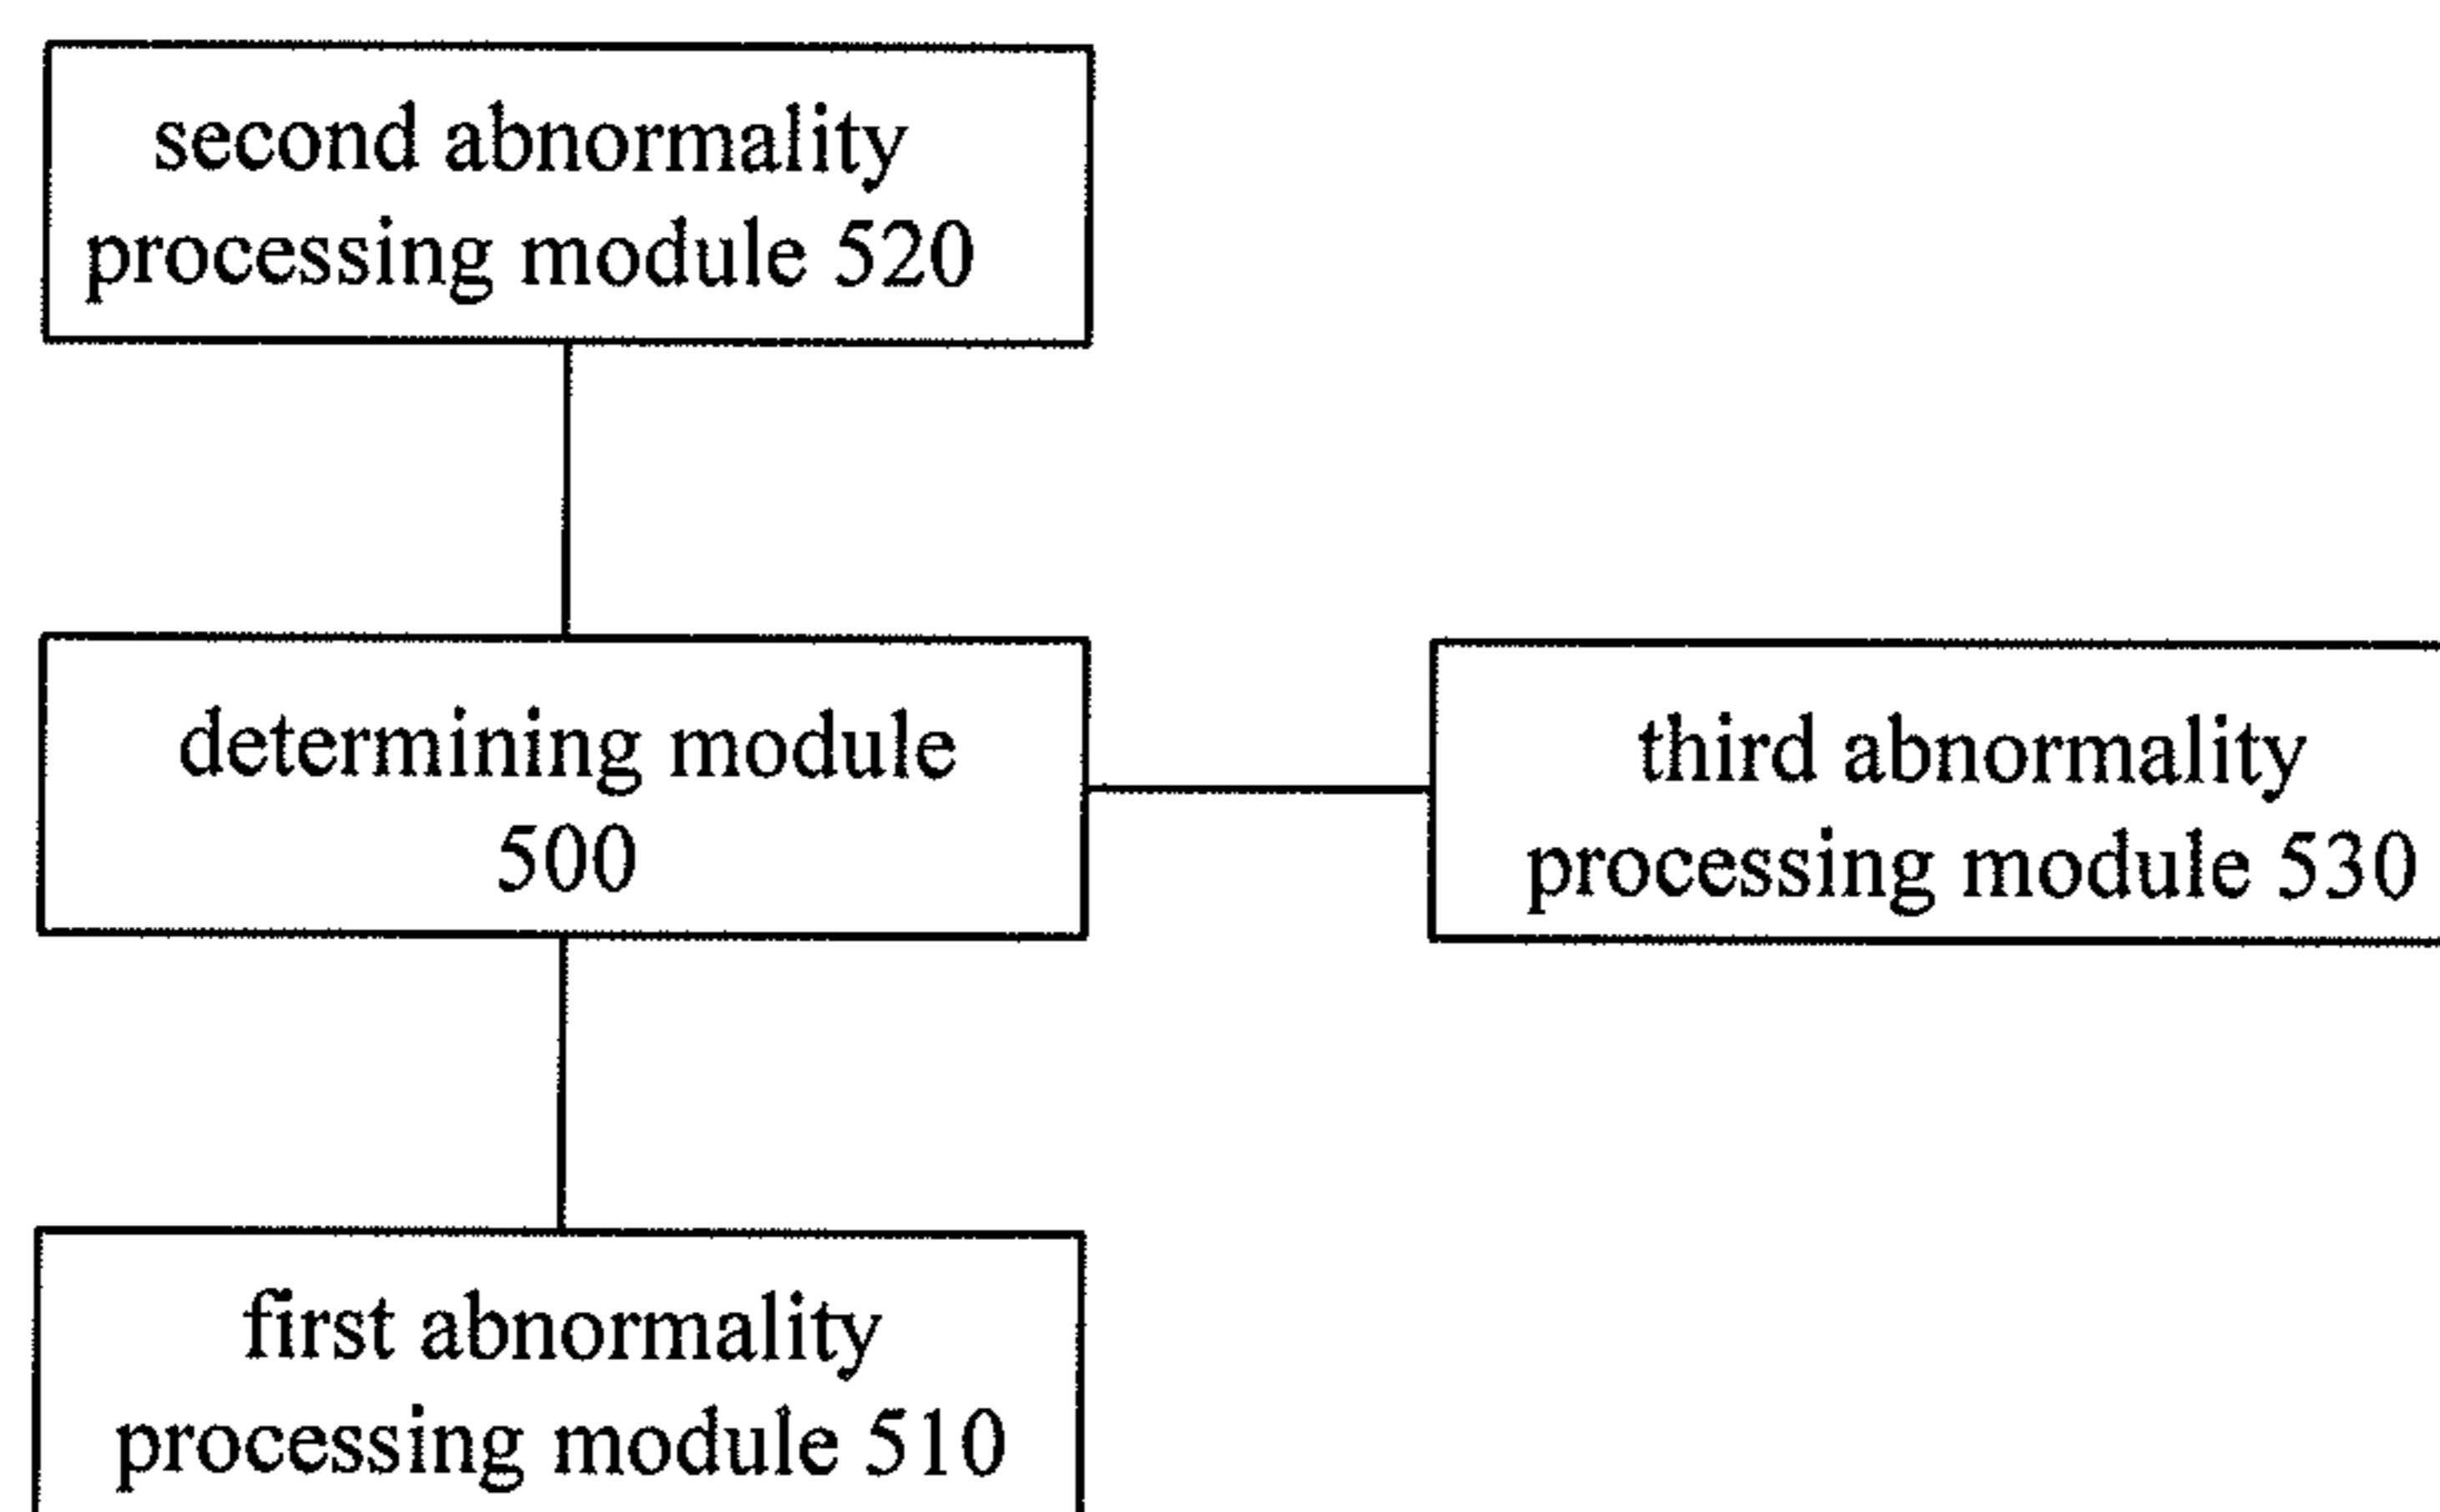 second abnormality
processing module 520
determining module
500
third abnormality
processing module 530
first abnormality
processing module 510